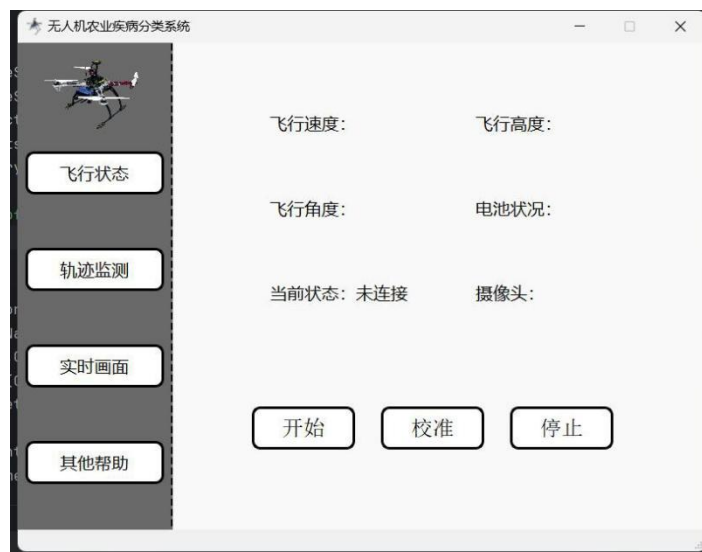 无人机农业疾病分类系统
飞行状态
轨迹监测
实时画面
其他帮助
飞行速度： 飞行高度：
飞行角度： 电池状况：
当前状态：未连接 摄像头：
开始 校准 停止